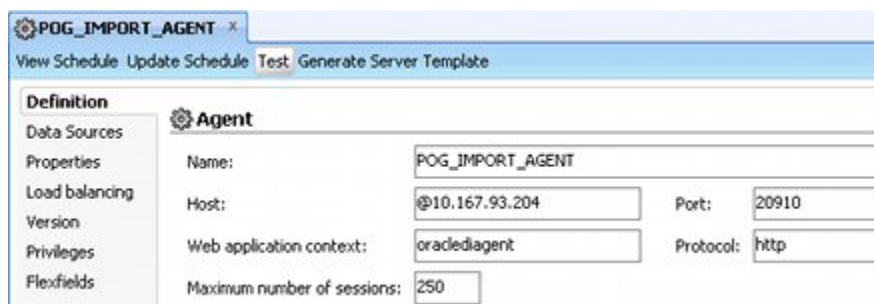 POG_IMPORT_AGENT ×
View Schedule Update Schedule Test Generate Server Template
Definition
Data Sources
Properties
Load balancing
Version
Privileges
Flexfields
Agent
Name: POG_IMPORT_AGENT
Host: @10.167.93.204 Port: 20910
Web application context: oraclediagent Protocol: http
Maximum number of sessions: 250